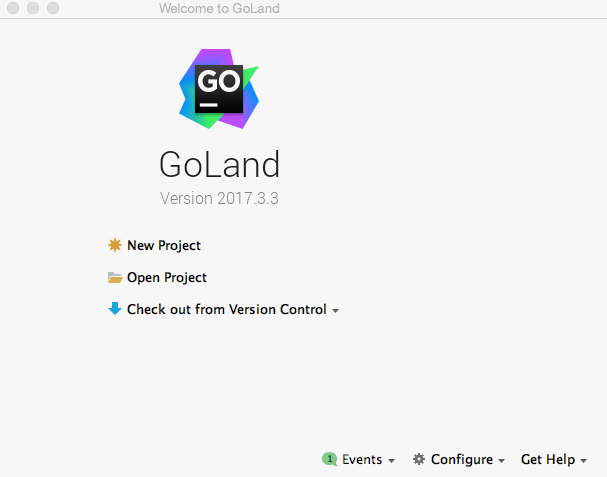 Welcome to GoLand
GO
GoLand
Version 2017.3.3
New Project
Open Project
Check out from Version Control
1 Events Configure Get Help